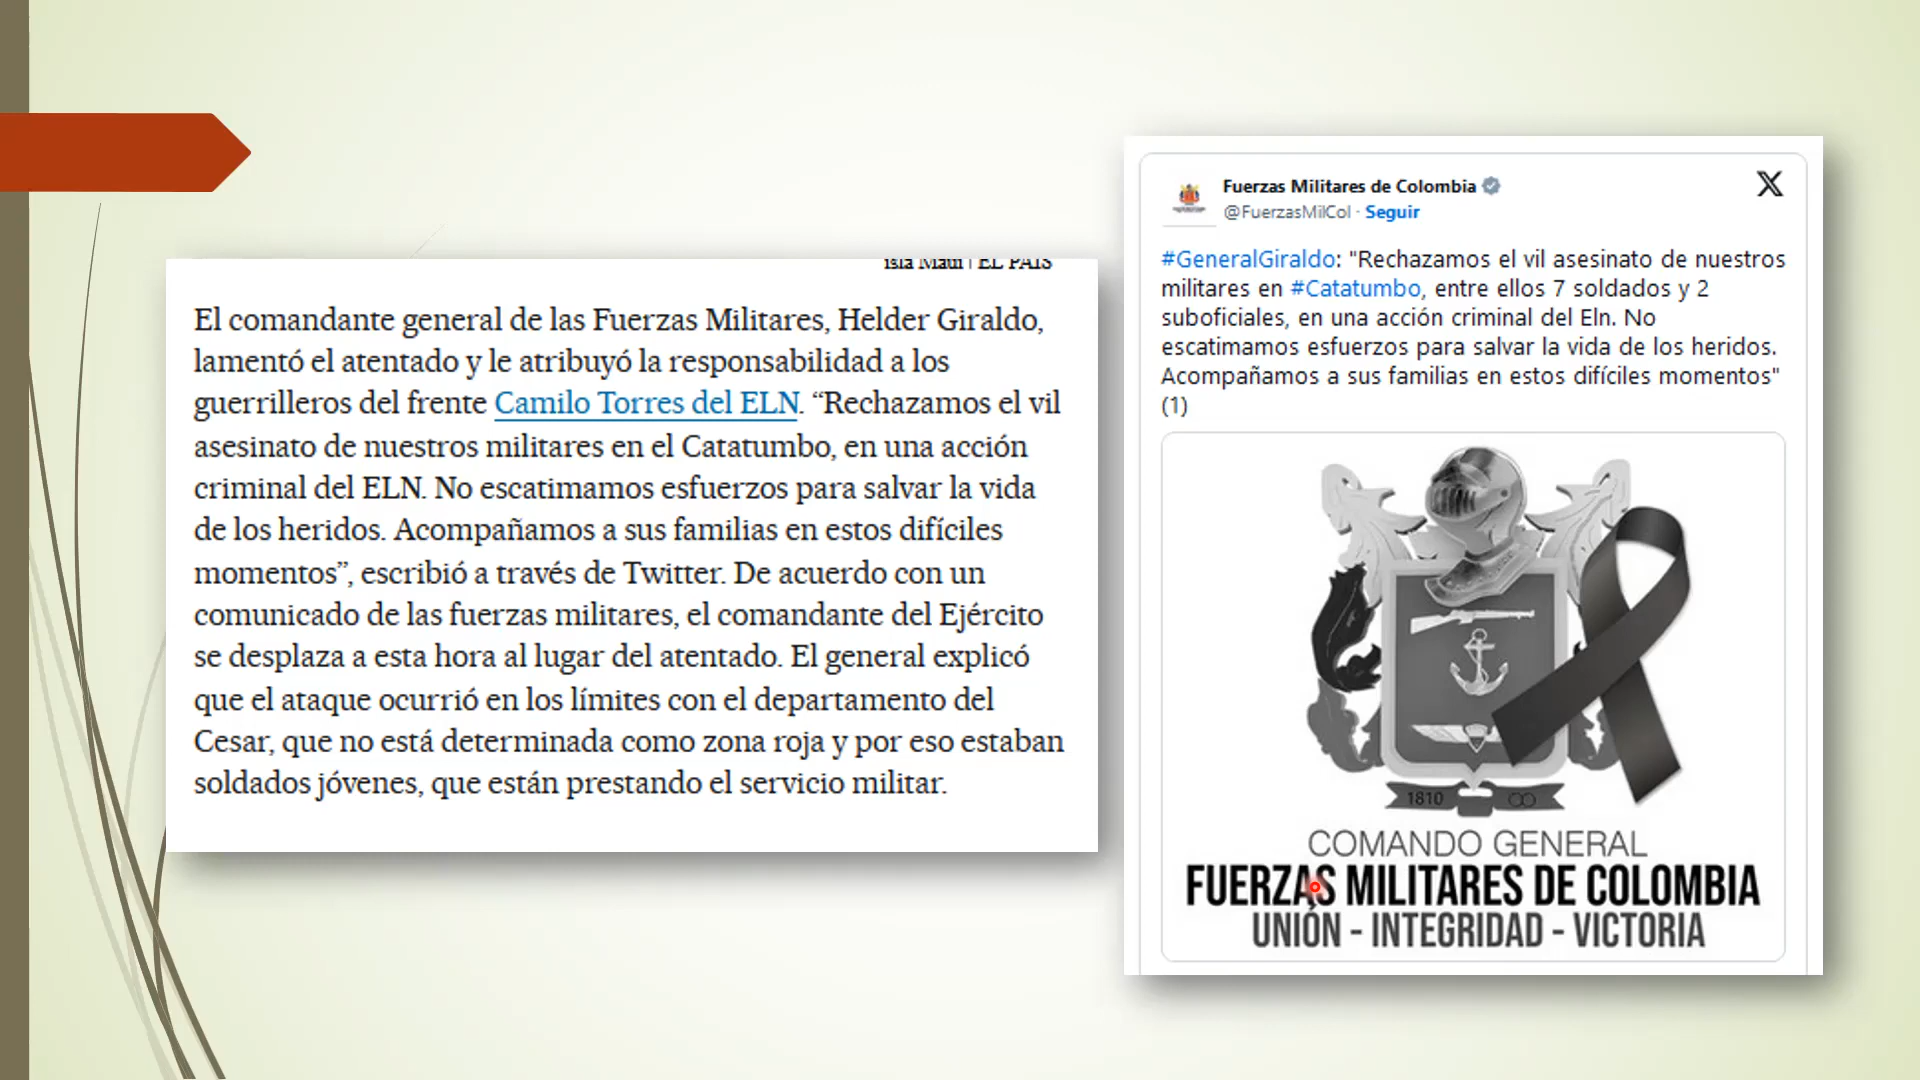 isla Maui | EL PAÍS
El comandante general de las Fuerzas Militares, Helder Giraldo,
lamentó el atentado y le atribuyó la responsabilidad a los
guerrilleros del frente Camilo Torres del ELN. “Rechazamos el vil
asesinato de nuestros militares en el Catatumbo, en una acción
criminal del ELN. No escatimamos esfuerzos para salvar la vida
de los heridos. Acompañamos a sus familias en estos difíciles
momentos”, escribió a través de Twitter. De acuerdo con un
comunicado de las fuerzas militares, el comandante del Ejército
se desplaza a esta hora al lugar del atentado. El general explicó
que el ataque ocurrió en los límites con el departamento del
Cesar, que no está determinada como zona roja y por eso estaban
soldados jóvenes, que están prestando el servicio militar.
Fuerzas Militares de Colombia
@FuerzasMilCol · Seguir
#GeneralGiraldo: "Rechazamos el vil asesinato de nuestros
militares en #Catatumbo, entre ellos 7 soldados y 2
suboficiales, en una acción criminal del Eln. No
escatimamos esfuerzos para salvar la vida de los heridos.
Acompañamos a sus familias en estos difíciles momentos"
(1)
1810
COMANDO GENERAL
FUERZAS MILITARES DE COLOMBIA
UNIÓN - INTEGRIDAD - VICTORIA